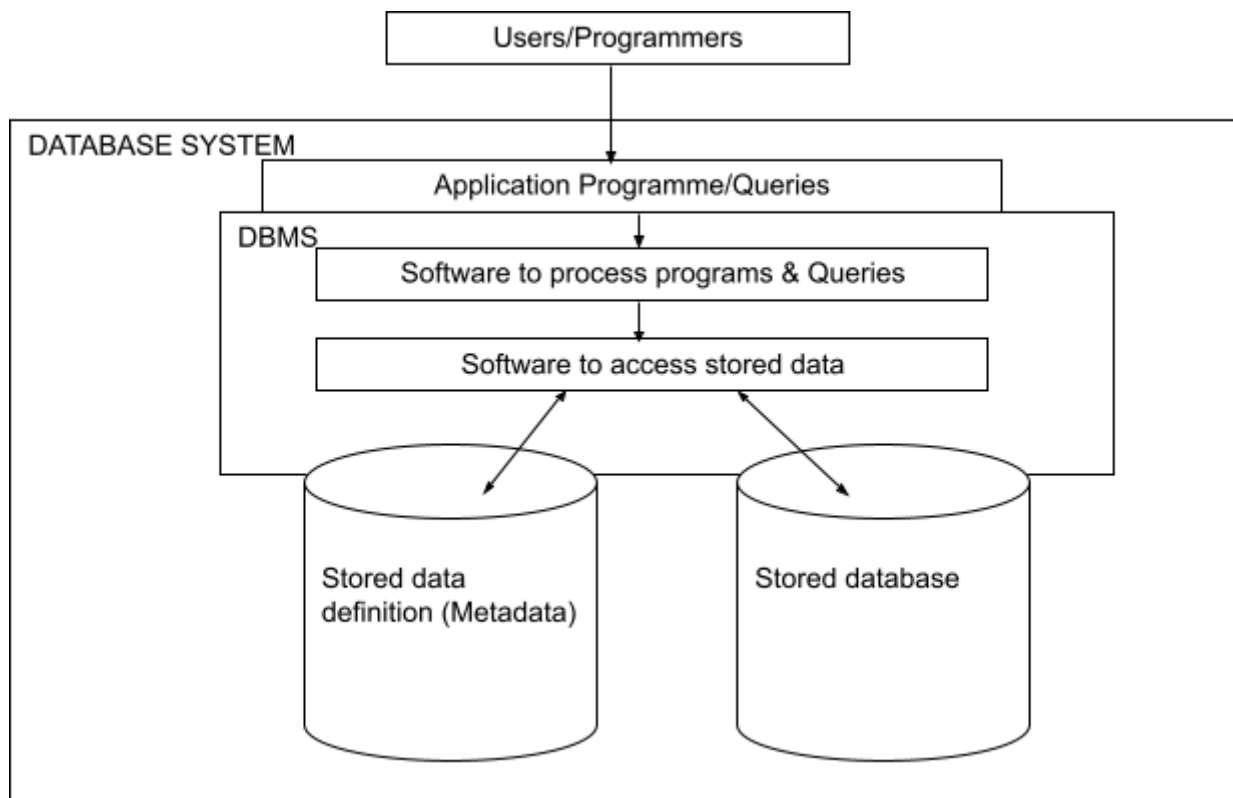 Users/Programmers
DATABASE SYSTEM
Application Programme/Queries
DBMS
Software to process programs & Queries
Software to access stored data
Stored data
definition (Metadata)
Stored database